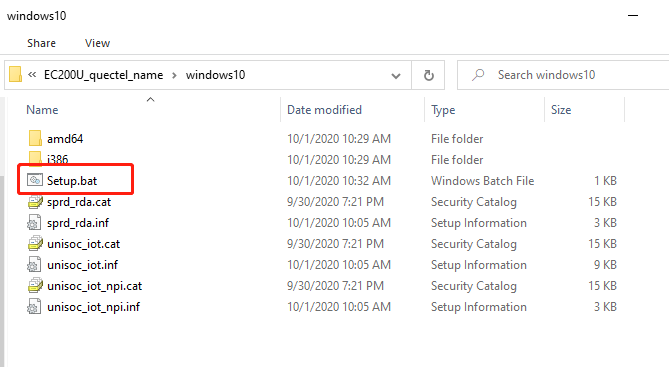 windows10
Share View
« EC200U_quectel_name > windows10
Search windows10
Name Date modified Type Size
amd64 10/1/2020 10:29 AM File folder
i386 10/1/2020 10:29 AM File folder
Setup.bat 10/1/2020 10:32 AM Windows Batch File 1 KB
sprd_rda.cat 9/30/2020 7:21 PM Security Catalog 15 KB
sprd_rda.inf 10/1/2020 10:05 AM Setup Information 3 KB
unisoc_iot.cat 9/30/2020 7:21 PM Security Catalog 15 KB
unisoc_iot.inf 10/1/2020 10:05 AM Setup Information 9 KB
unisoc_iot_npi.cat 9/30/2020 7:21 PM Security Catalog 15 KB
unisoc_iot_npi.inf 10/1/2020 10:05 AM Setup Information 3 KB